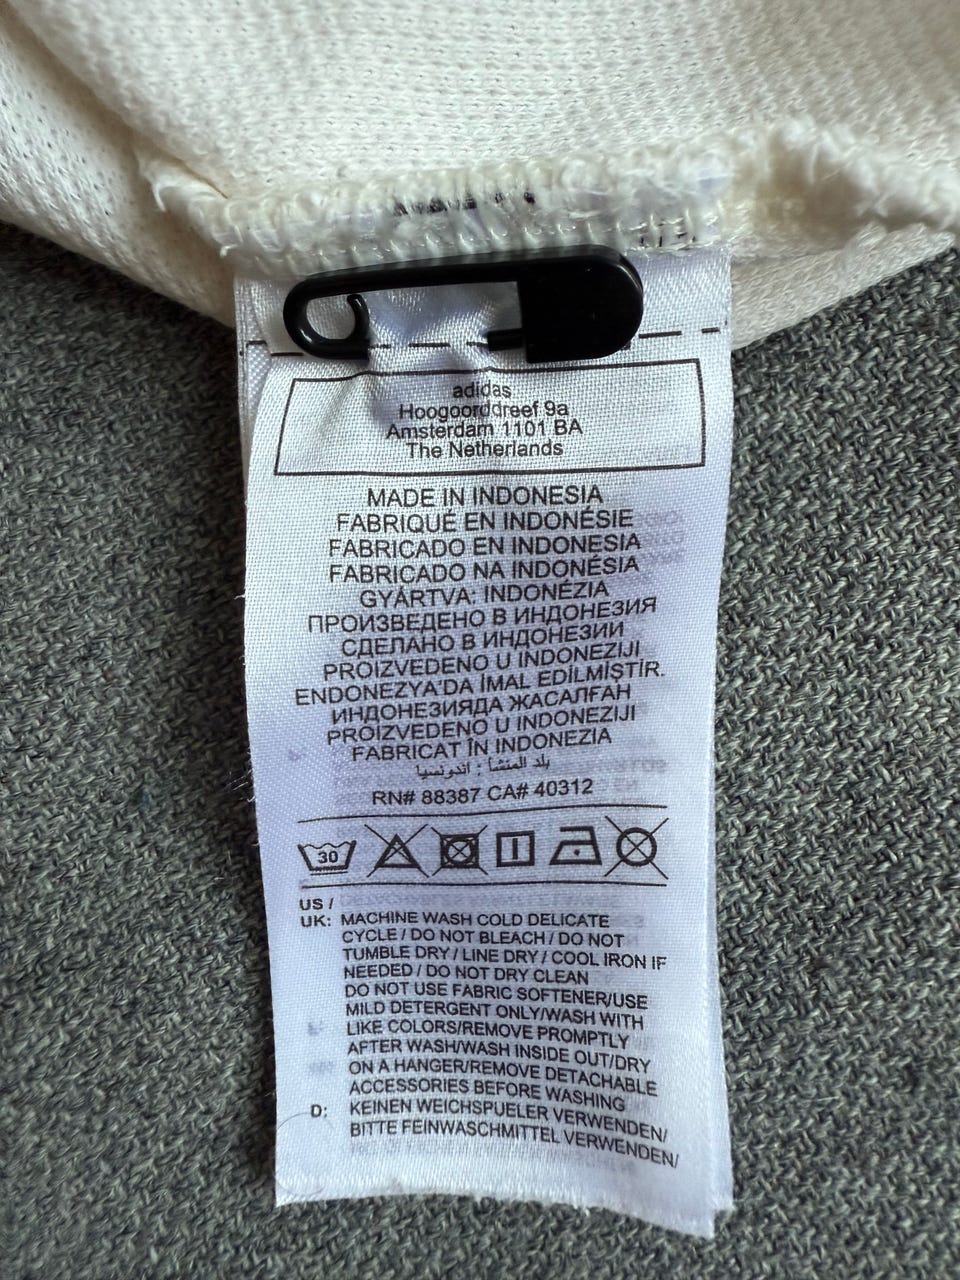 adidas
Hoogoorddreef 9a
Amsterdam 1101 BA
The Netherlands
MADE IN INDONESIA
FABRIQUÉ EN INDONÉSIE
FABRICADO EN INDONESIA
FABRICADO NA INDONÉSIA
GYÁRTVA: INDONÉZIA
ПРОИЗВЕДЕНО В ИНДОНЕЗИЯ
СДЕЛАНО В ИНДОНЕЗИИ
PROIZVEDENO U INDONEZIJI
ENDONEZYA'DA İMAL EDİLMİŞTİR.
ИНДОНЕЗИЯДА ЖАСАЛҒАН
PROIZVEDENO U INDONEZIJI
FABRICAT ÎN INDONEZIA
بلد المنشأ : اندونسيا
RN# 88387 CA# 40312
30
US /
UK: MACHINE WASH COLD DELICATE
CYCLE / DO NOT BLEACH / DO NOT
TUMBLE DRY / LINE DRY / COOL IRON IF
NEEDED / DO NOT DRY CLEAN
DO NOT USE FABRIC SOFTENER/USE
MILD DETERGENT ONLY/WASH WITH
LIKE COLORS/REMOVE PROMPTLY
AFTER WASH/WASH INSIDE OUT/DRY
ON A HANGER/REMOVE DETACHABLE
ACCESSORIES BEFORE WASHING
D: KEINEN WEICHSPUELER VERWENDEN/
BITTE FEINWASCHMITTEL VERWENDEN/